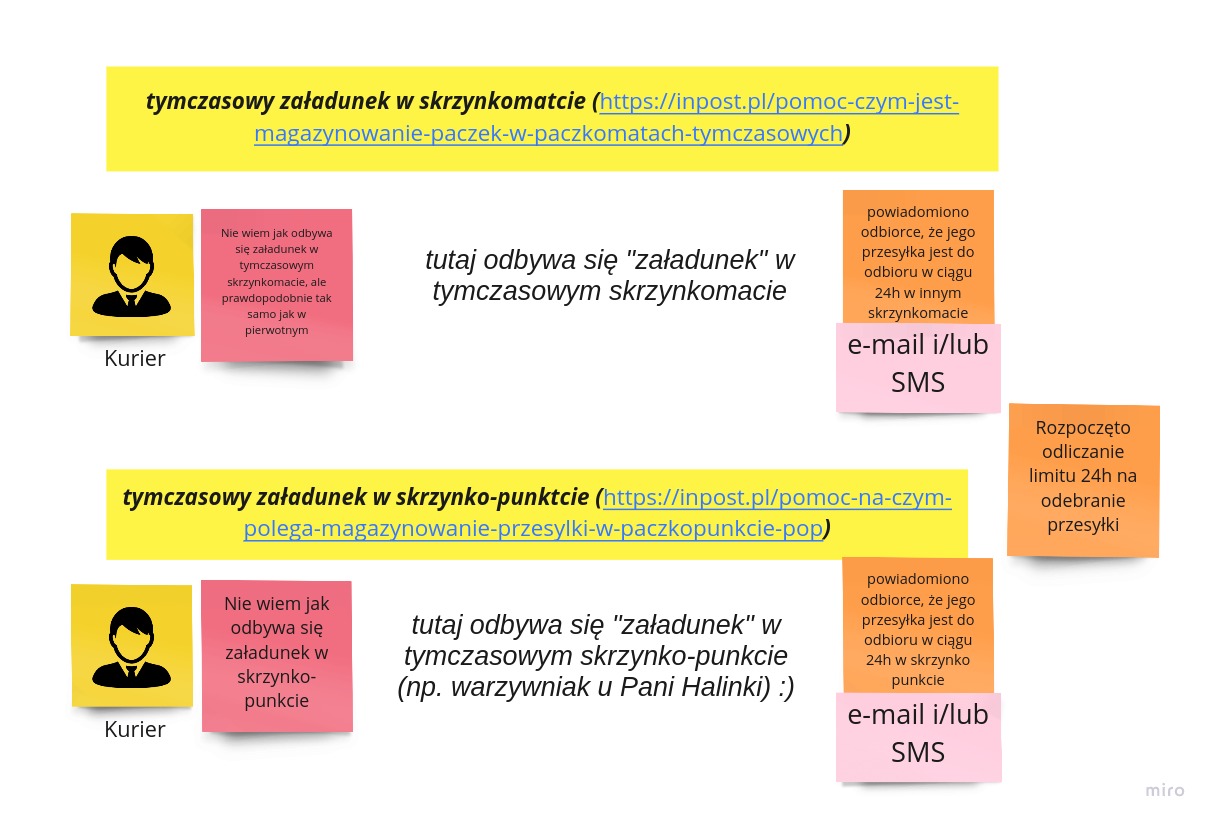 tymczasowy załadunek w skrzynkomatcie (https://inpost.pl/pomoc-czym-jest-
magazynowanie-paczek-w-paczkomatach-tymczasowych)
Kurier
Nie wiem jak odbywa
się załadunek w
tymczasowym
skrzynkomacie, ale
prawdopodobnie tak
samo jak w
pierwotnym
tutaj odbywa się "załadunek" w
tymczasowym skrzynkomacie
powiadomiono
odbiorce, że jego
przesyłka jest do
odbioru w ciągu
24h w innym
skrzynkomacie
e-mail i/lub
SMS
Rozpoczęto
odliczanie
limitu 24h na
odebranie
przesyłki
tymczasowy załadunek w skrzynko-punktcie (https://inpost.pl/pomoc-na-czym-
polega-magazynowanie-przesylki-w-paczkopunkcie-pop)
Kurier
Nie wiem jak
odbywa się
załadunek w
skrzynko-
punkcie
tutaj odbywa się "załadunek" w
tymczasowym skrzynko-punkcie
(np. warzywniak u Pani Halinki) :)
powiadomiono
odbiorce, że jego
przesyłka jest do
odbioru w ciągu
24h w skrzynko
punkcie
e-mail i/lub
SMS
miro